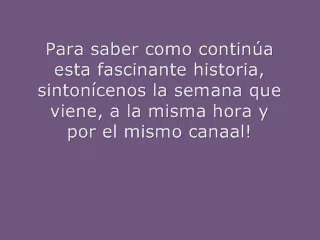 Para saber como continúa
esta fascinante historia,
sintonícenos la semana que
viene, a la misma hora y
por el mismo canaal!